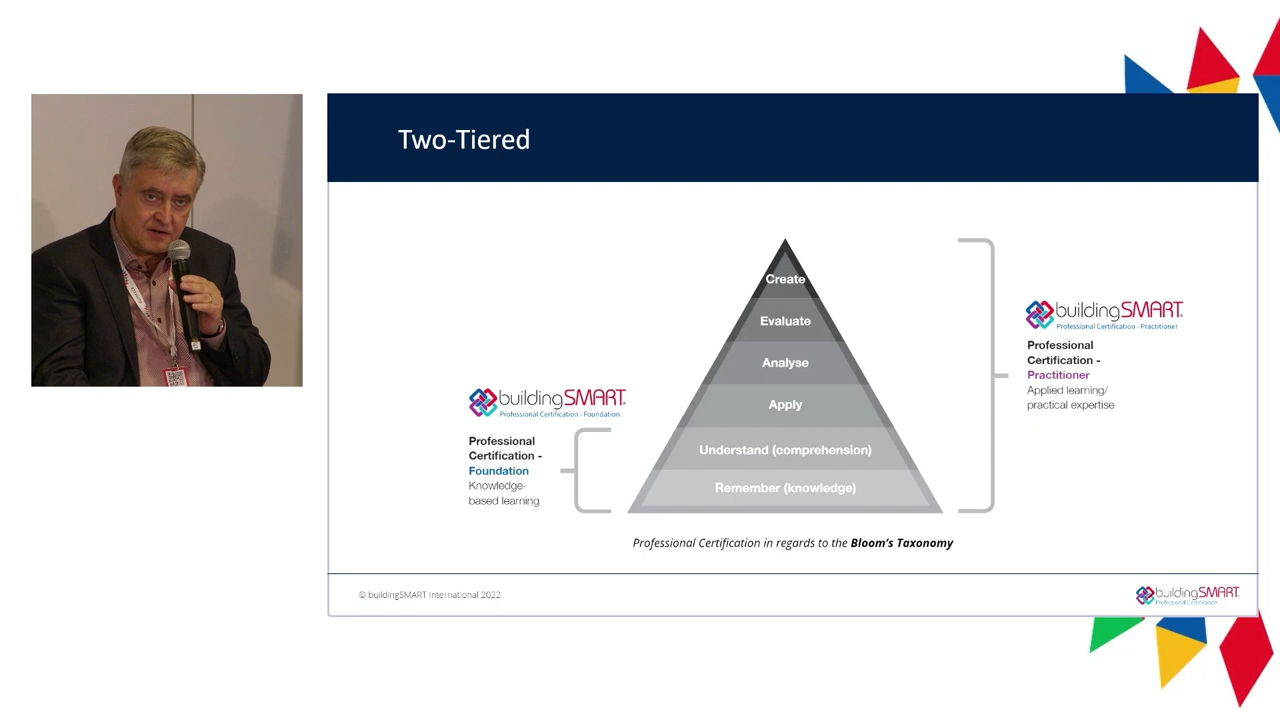 Two-Tiered
Create
Evaluate
Analyse
Apply
Understand (comprehension)
Remember (knowledge)
buildingSMART
Professional Certification - Foundation
Professional
Certification -
Foundation
Knowledge-
based learning
buildingSMART
Professional Certification - Practitioner
Professional
Certification -
Practitioner
Applied learning/
practical expertise
Professional Certification in regards to the Bloom's Taxonomy
© buildingSMART International 2022
buildingSMART
Professional Certification